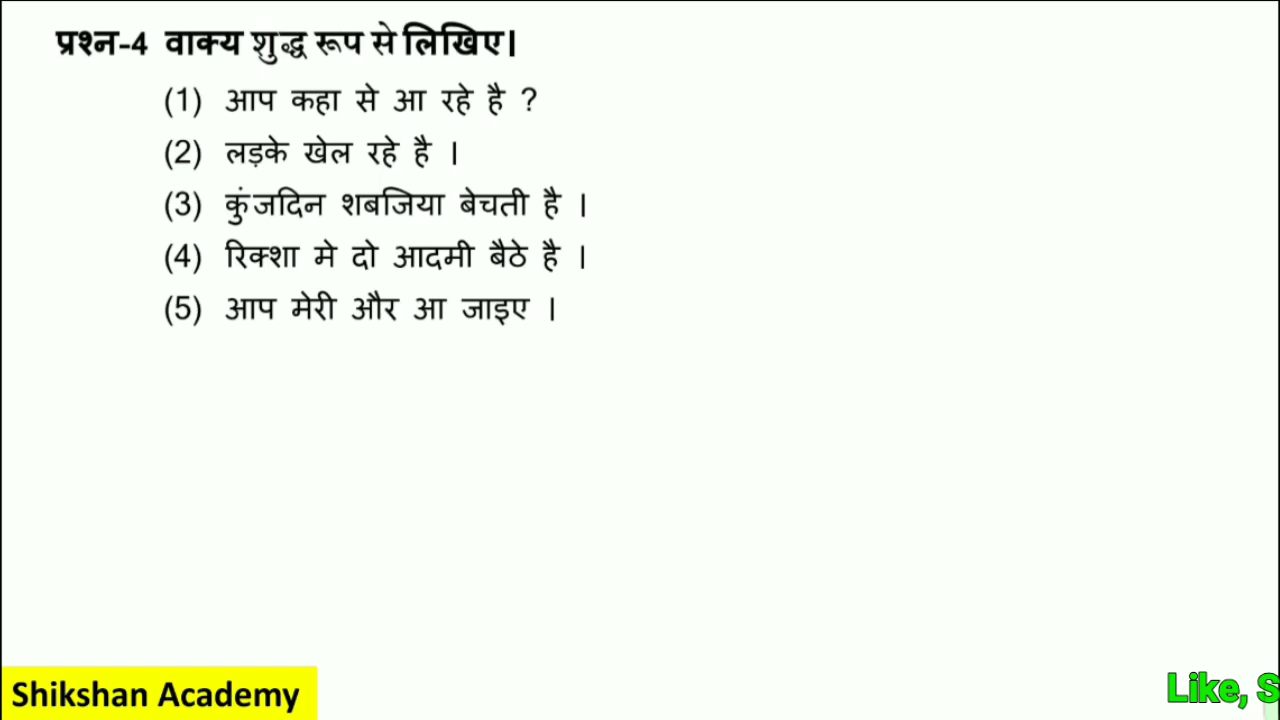 प्रश्न-4 वाक्य शुद्ध रूप से लिखिए।
(1) आप कहा से आ रहे है ?
(2) लड़के खेल रहे है ।
(3) कुंजदिन शबजिया बेचती है ।
(4) रिक्शा मे दो आदमी बैठे है ।
(5) आप मेरी और आ जाइए ।
Shikshan Academy
Like, S